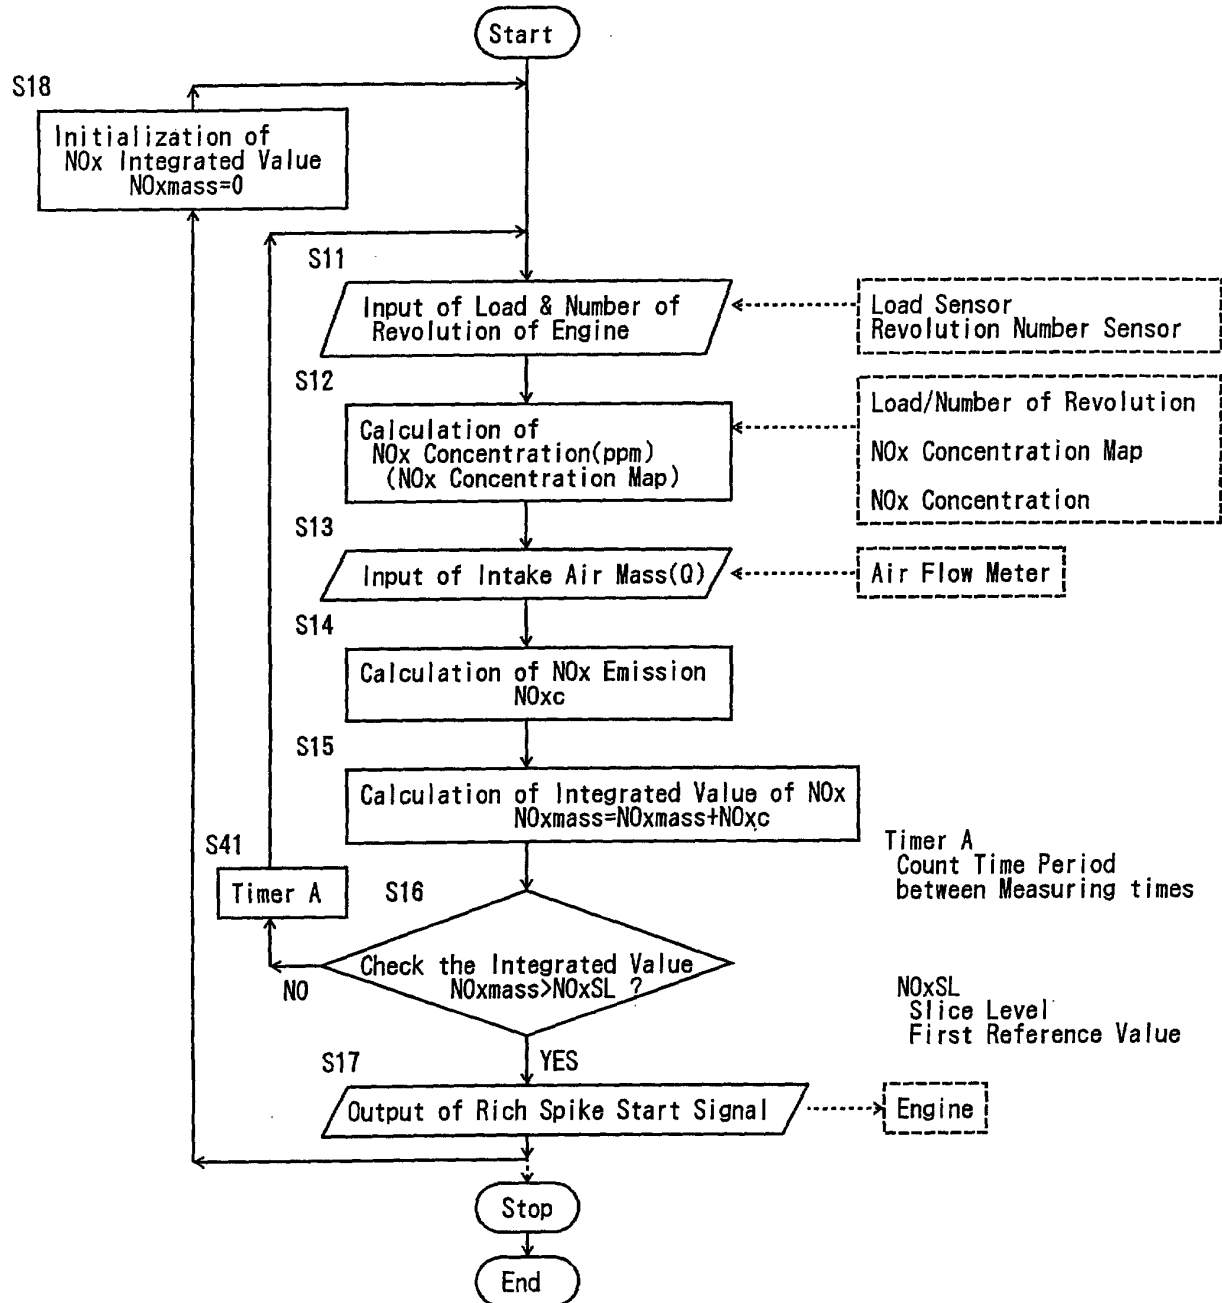 Start
S18
Initialization of
NOx Integrated Value
NOxmass=0
S11
Input of Load & Number of
Revolution of Engine
Load Sensor
Revolution Number Sensor
S12
Calculation of
NOx Concentration(ppm)
(NOx Concentration Map)
Load/Number of Revolution
NOx Concentration Map
NOx Concentration
S13
Input of Intake Air Mass(Q)
Air Flow Meter
S14
Calculation of NOx Emission
NOxc
S15
Calculation of Integrated Value of NOx
NOxmass=NOxmass+NOxc
S41
Timer A
Timer A
Count Time Period
between Measuring times
S16
Check the Integrated Value
NOxmass>NOxSL ?
NO
NOxSL
Slice Level
First Reference Value
YES
S17
Output of Rich Spike Start Signal
Engine
Stop
End